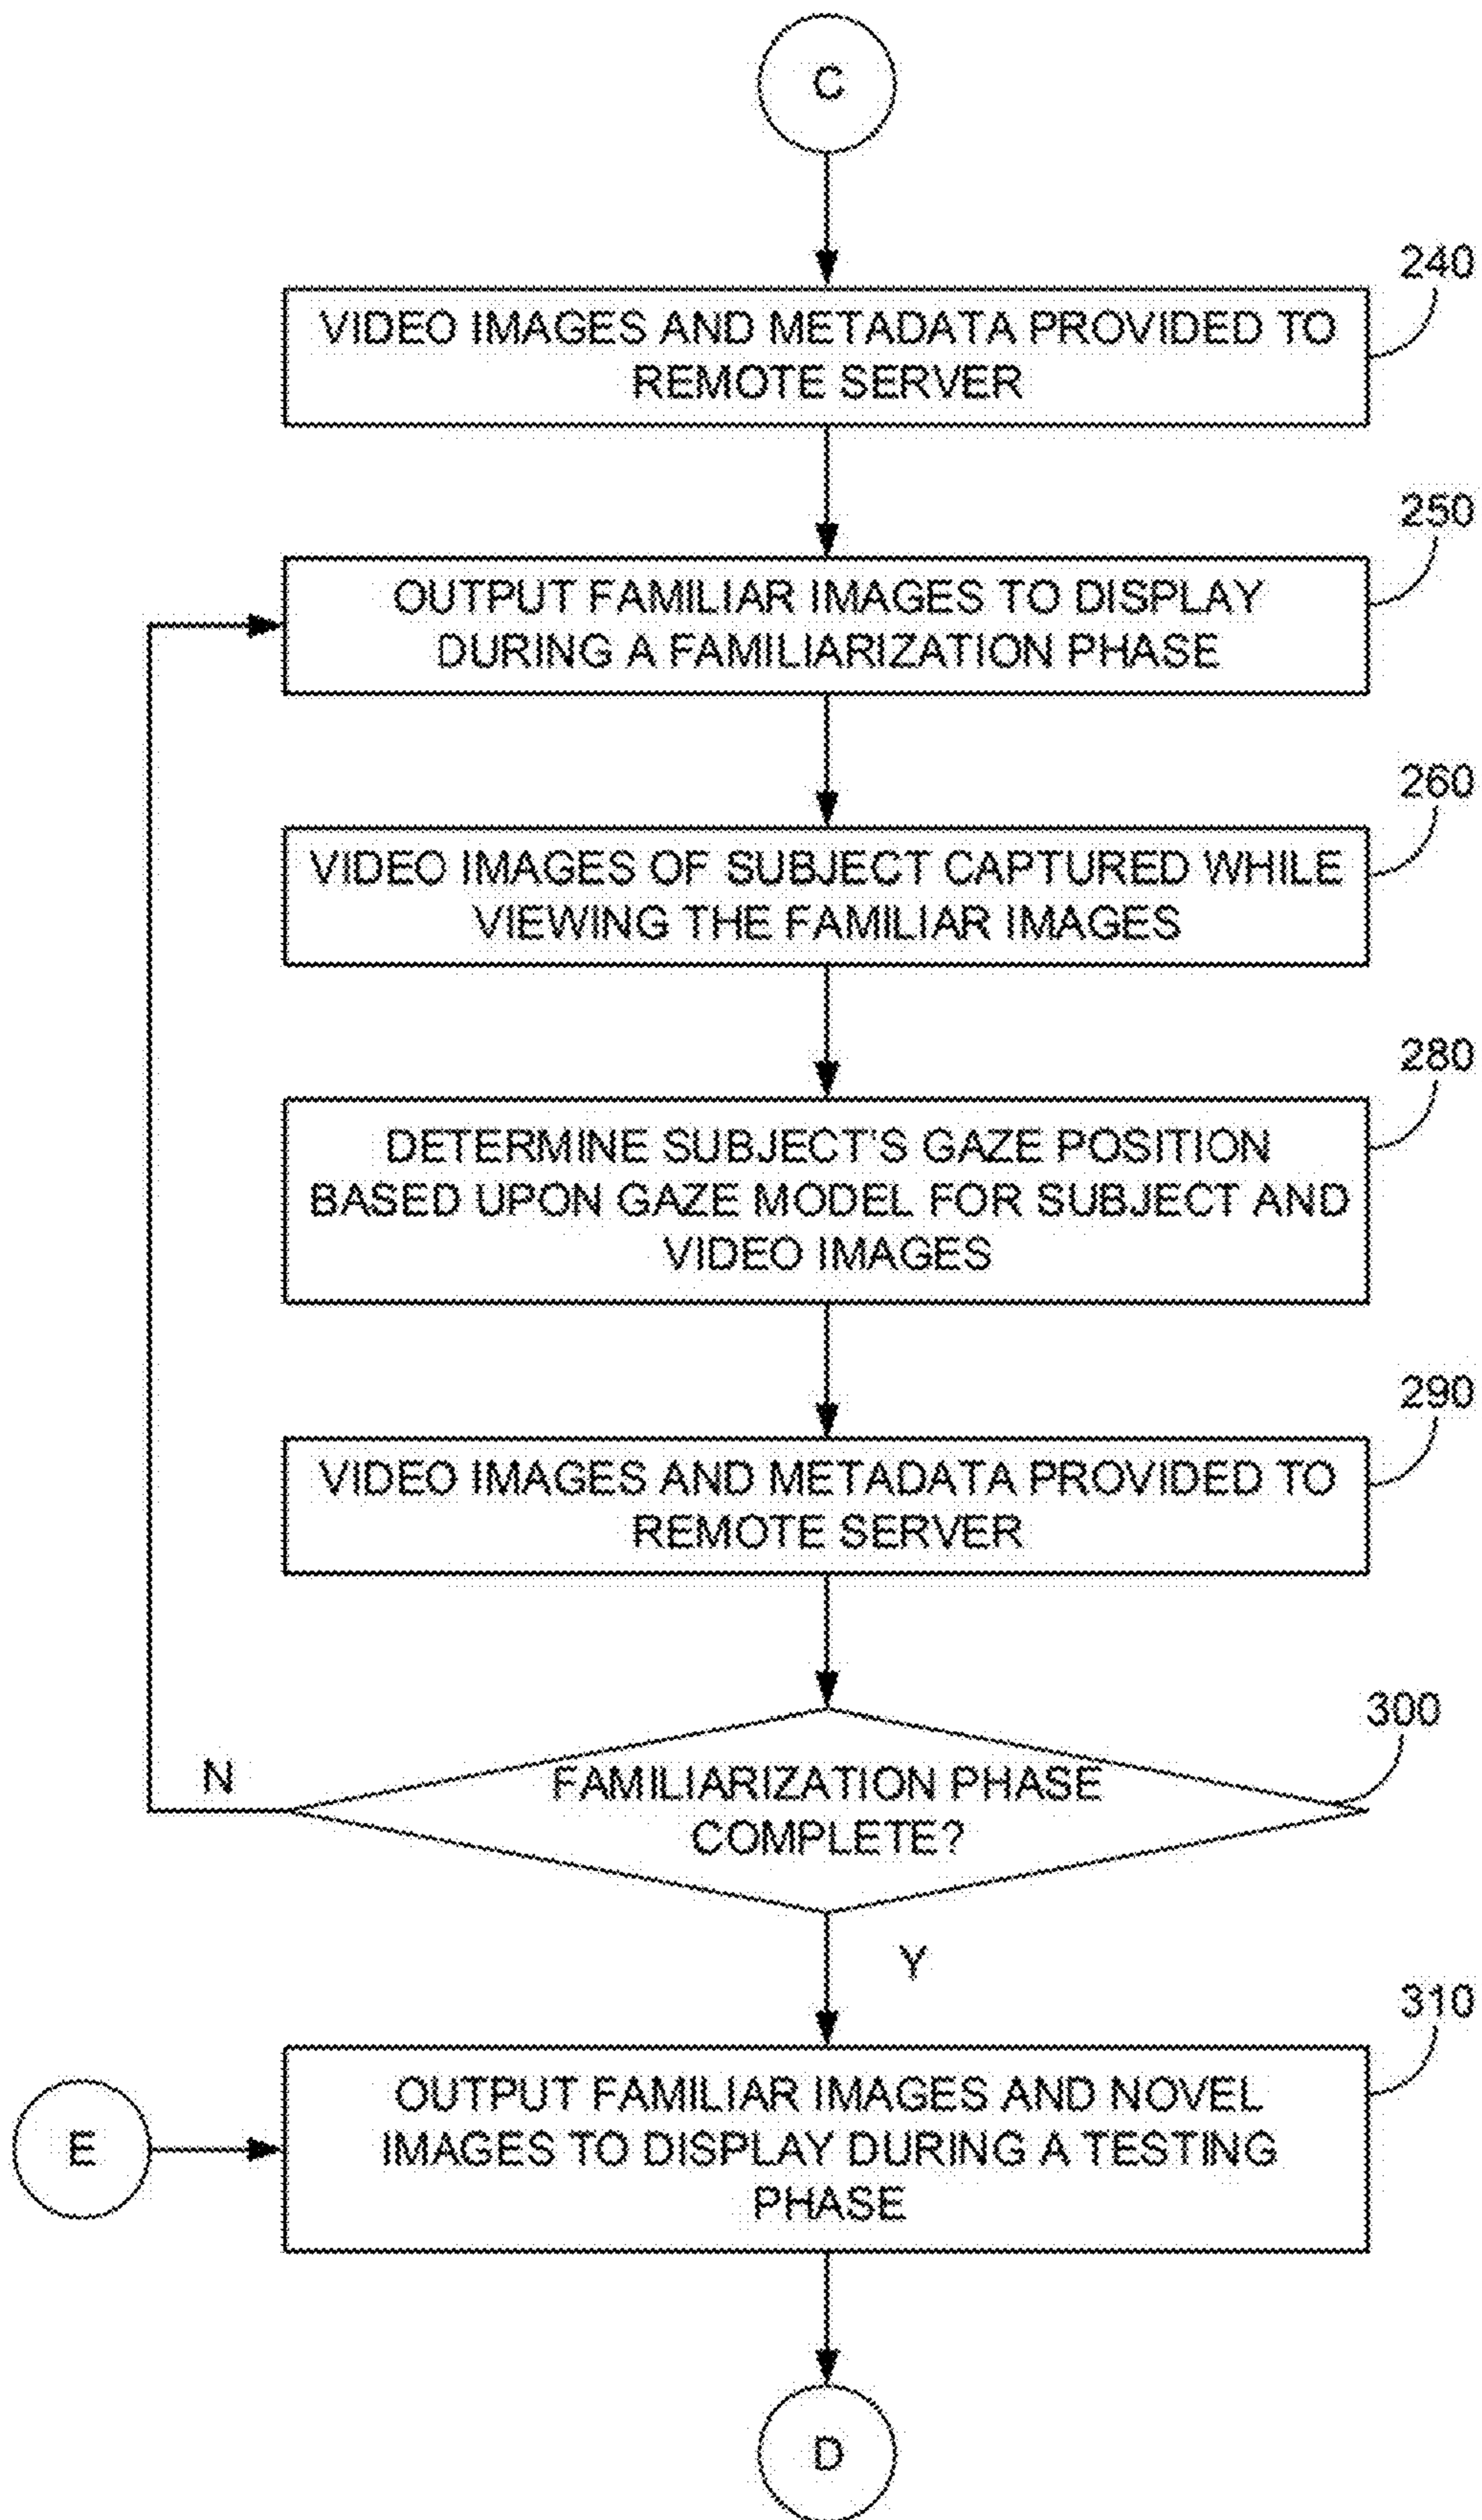 C
240
VIDEO IMAGES AND METADATA PROVIDED TO
REMOTE SERVER
250
OUTPUT FAMILIAR IMAGES TO DISPLAY
DURING A FAMILIARIZATION PHASE
260
VIDEO IMAGES OF SUBJECT CAPTURED WHILE
VIEWING THE FAMILIAR IMAGES
280
DETERMINE SUBJECT'S GAZE POSITION
BASED UPON GAZE MODEL FOR SUBJECT AND
VIDEO IMAGES
290
VIDEO IMAGES AND METADATA PROVIDED TO
REMOTE SERVER
300
N
FAMILIARIZATION PHASE
COMPLETE?
Y
310
E
OUTPUT FAMILIAR IMAGES AND NOVEL
IMAGES TO DISPLAY DURING A TESTING
PHASE
D